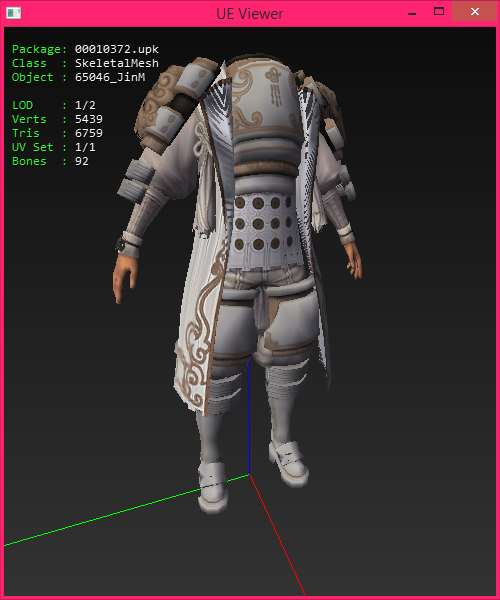 UE Viewer
Package: 00010372.upk
Class : SkeletalMesh
Object : 65046_JinM
LOD : 1/2
Verts : 5439
Tris : 6759
UV Set : 1/1
Bones : 92